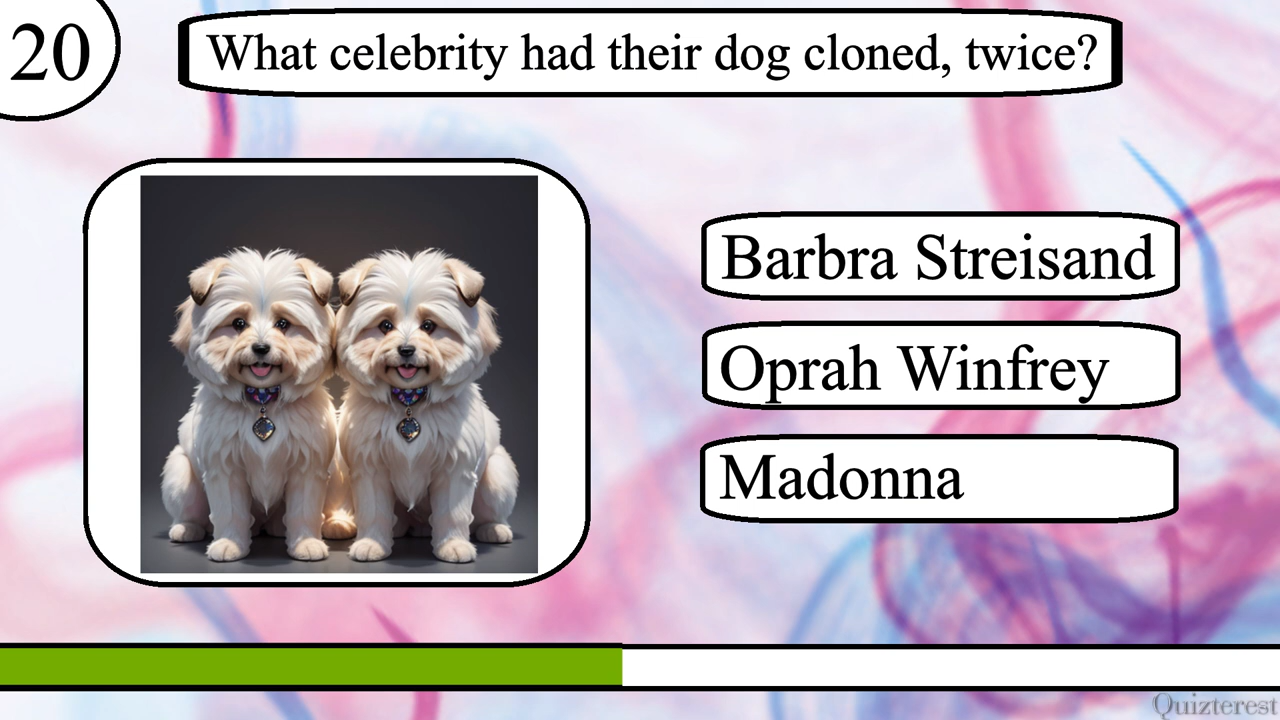 20
What celebrity had their dog cloned, twice?
Barbra Streisand
Oprah Winfrey
Madonna
Quizterest